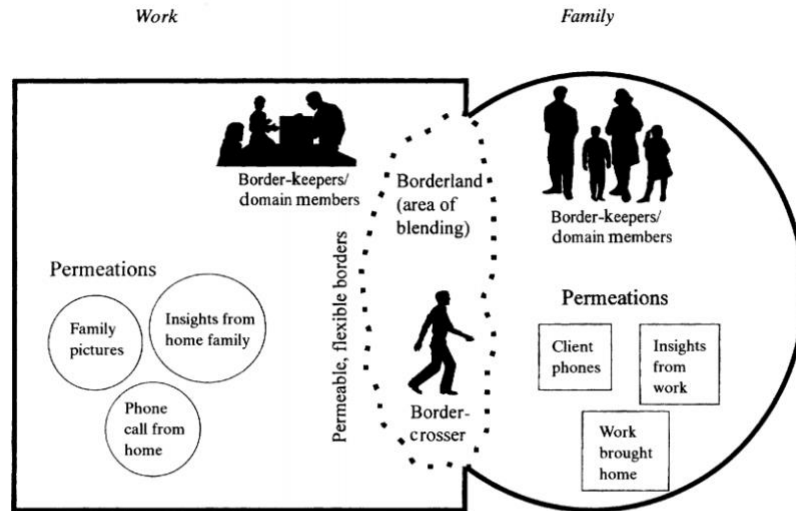 Work
Family
Border-keepers/
domain members
Borderland
(area of
blending)
Border-keepers/
domain members
Permeations
Family
pictures
Insights from
home family
Phone
call from
home
Permeable, flexible borders
Border-
crosser
Permeations
Client
phones
Insights
from
work
Work
brought
home